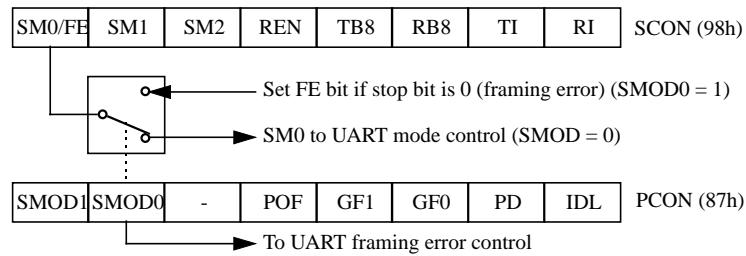 SM0/FE SM1 SM2 REN TB8 RB8 TI RI SCON (98h)
Set FE bit if stop bit is 0 (framing error) (SMOD0 = 1)
SM0 to UART mode control (SMOD = 0)
SMOD1 SMOD0 - POF GF1 GF0 PD IDL PCON (87h)
To UART framing error control